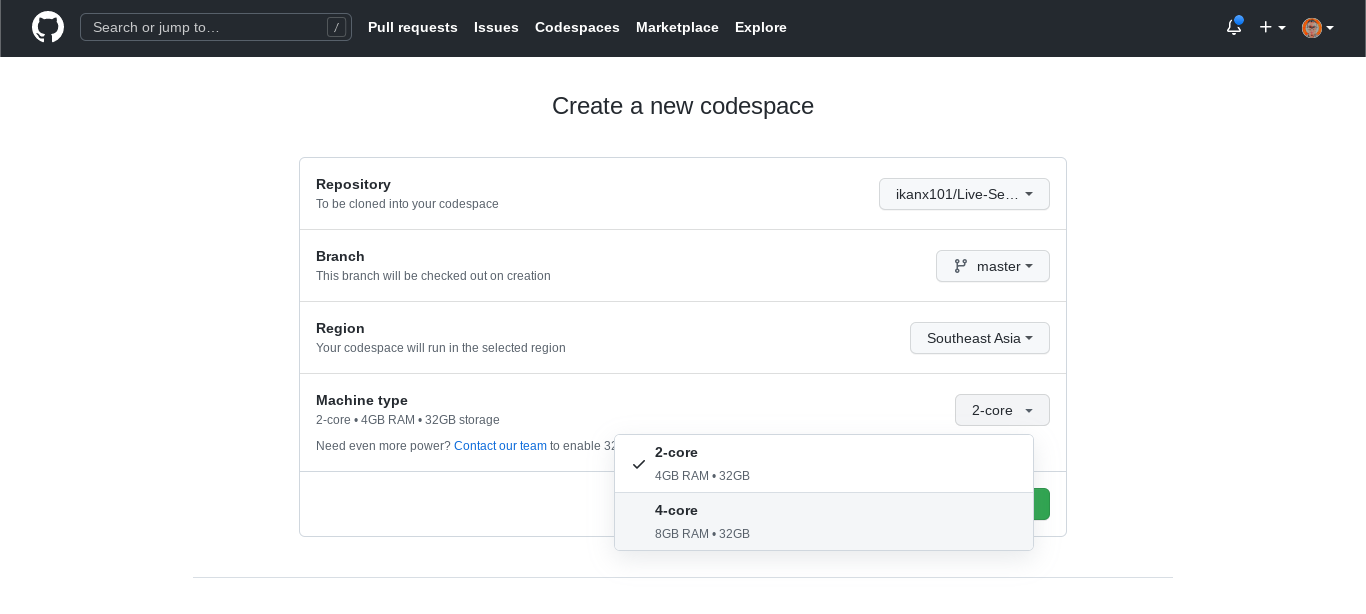 Search or jump to… /
Pull requests
Issues
Codespaces
Marketplace
Explore
Create a new codespace
Repository
To be cloned into your codespace
ikanx101/Live-Se…
Branch
This branch will be checked out on creation
master
Region
Your codespace will run in the selected region
Southeast Asia
Machine type
2-core • 4GB RAM • 32GB storage
2-core
Need even more power? Contact our team to enable 32
2-core
4GB RAM • 32GB
4-core
8GB RAM • 32GB